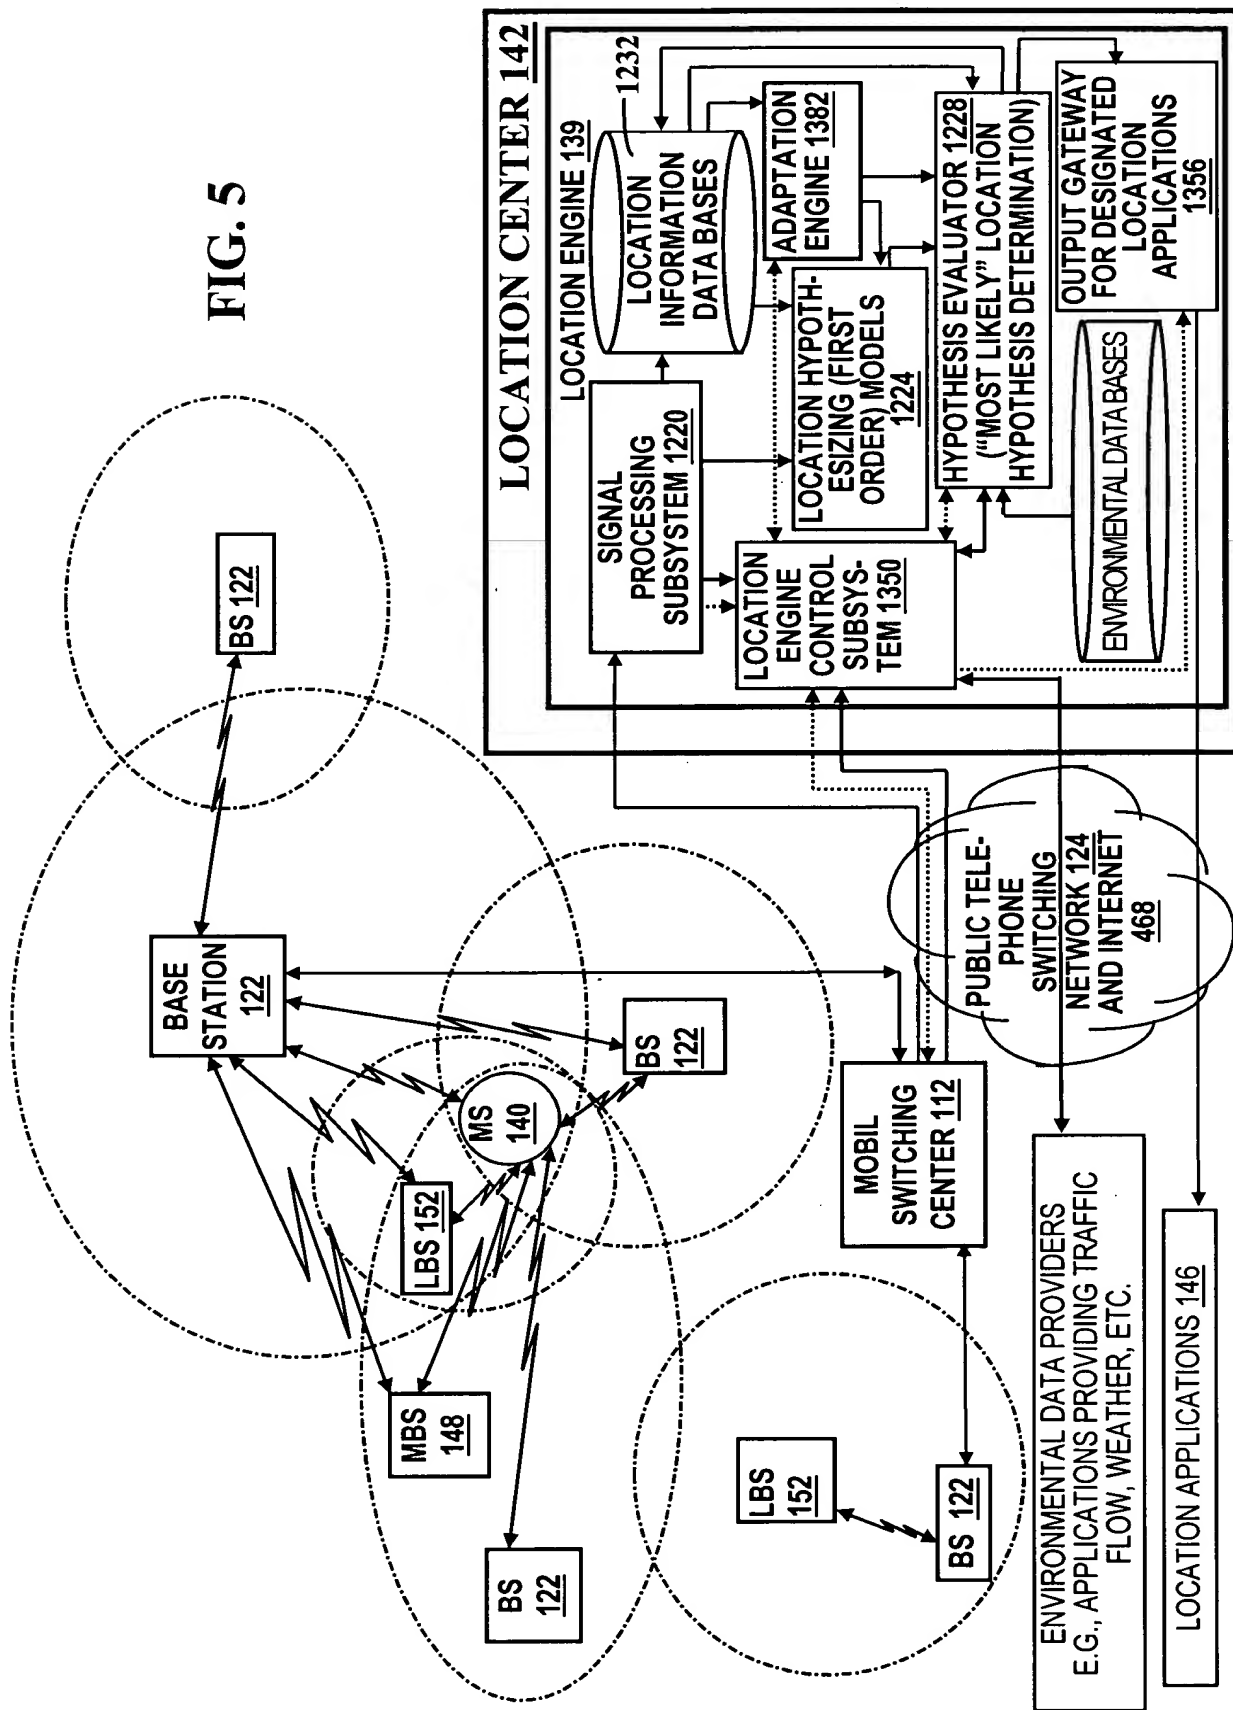 FIG. 5
LOCATION CENTER 142
LOCATION ENGINE 139
1232
LOCATION
INFORMATION
DATA BASES
SIGNAL
PROCESSING
SUBSYSTEM 1220
ADAPTATION
ENGINE 1382
LOCATION HYPOTH-
ESIZING (FIRST
ORDER) MODELS
1224
LOCATION
ENGINE
CONTROL
SUBSYS-
TEM 1350
HYPOTHESIS EVALUATOR 1228
(“MOST LIKELY” LOCATION
HYPOTHESIS DETERMINATION)
ENVIRONMENTAL DATA BASES
OUTPUT GATEWAY
FOR DESIGNATED
LOCATION
APPLICATIONS
1356
BS 122
BASE
STATION
122
BS
122
MS
140
LBS 152
MBS
148
BS
122
LBS
152
BS 122
MOBIL
SWITCHING
CENTER 112
PUBLIC TELE-
PHONE
SWITCHING
NETWORK 124
AND INTERNET
468
ENVIRONMENTAL DATA PROVIDERS
E.G., APPLICATIONS PROVIDING TRAFFIC
FLOW, WEATHER, ETC.
LOCATION APPLICATIONS 146